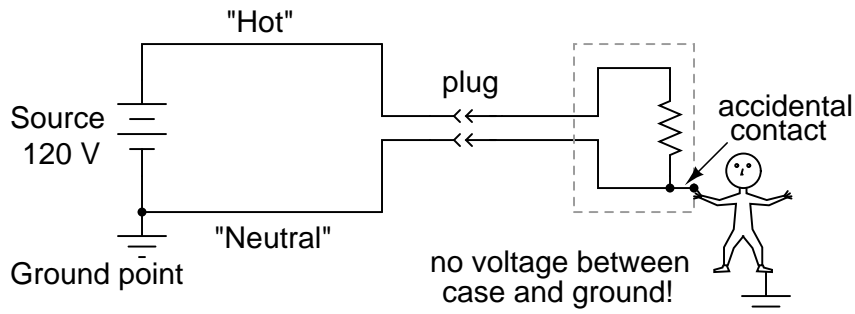 "Hot"
plug
Source
120 V
accidental
contact
"Neutral"
Ground point
no voltage between
case and ground!